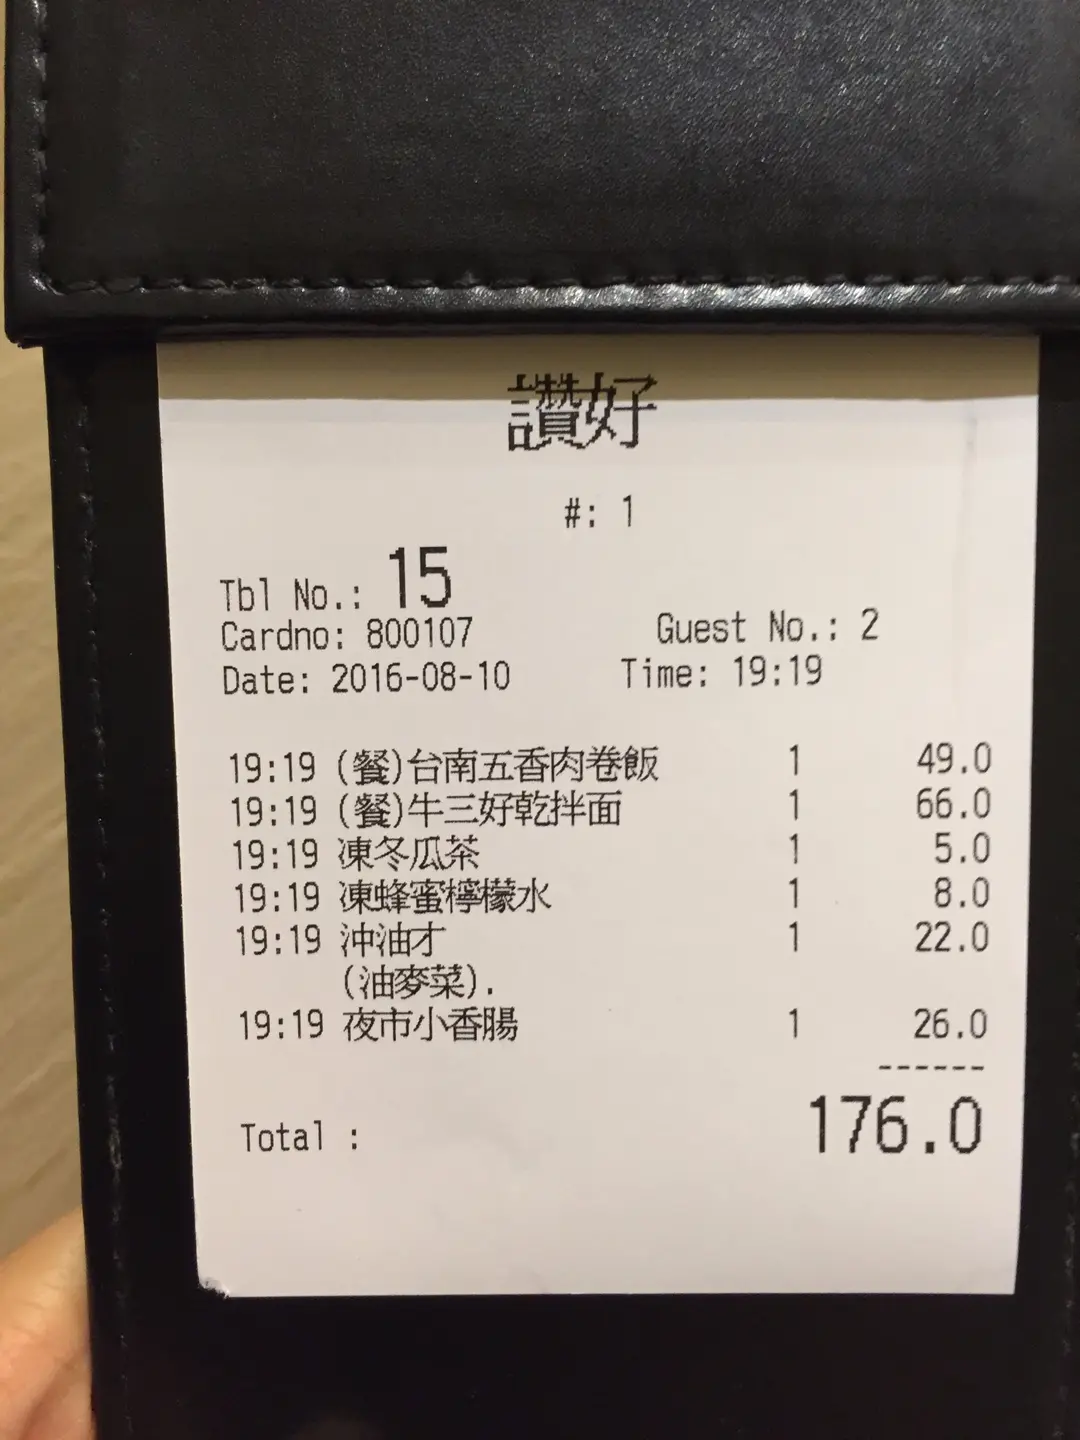 讚好
#: 1
Tbl No.: 15
Cardno: 800107 Guest No.: 2
Date: 2016-08-10 Time: 19:19
19:19 (餐)台南五香肉卷飯 1 49.0
19:19 (餐)牛三好乾拌面 1 66.0
19:19 凍冬瓜茶 1 5.0
19:19 凍蜂蜜檸檬水 1 8.0
19:19 沖油才 1 22.0
(油麥菜).
19:19 夜市小香腸 1 26.0
------
Total : 176.0